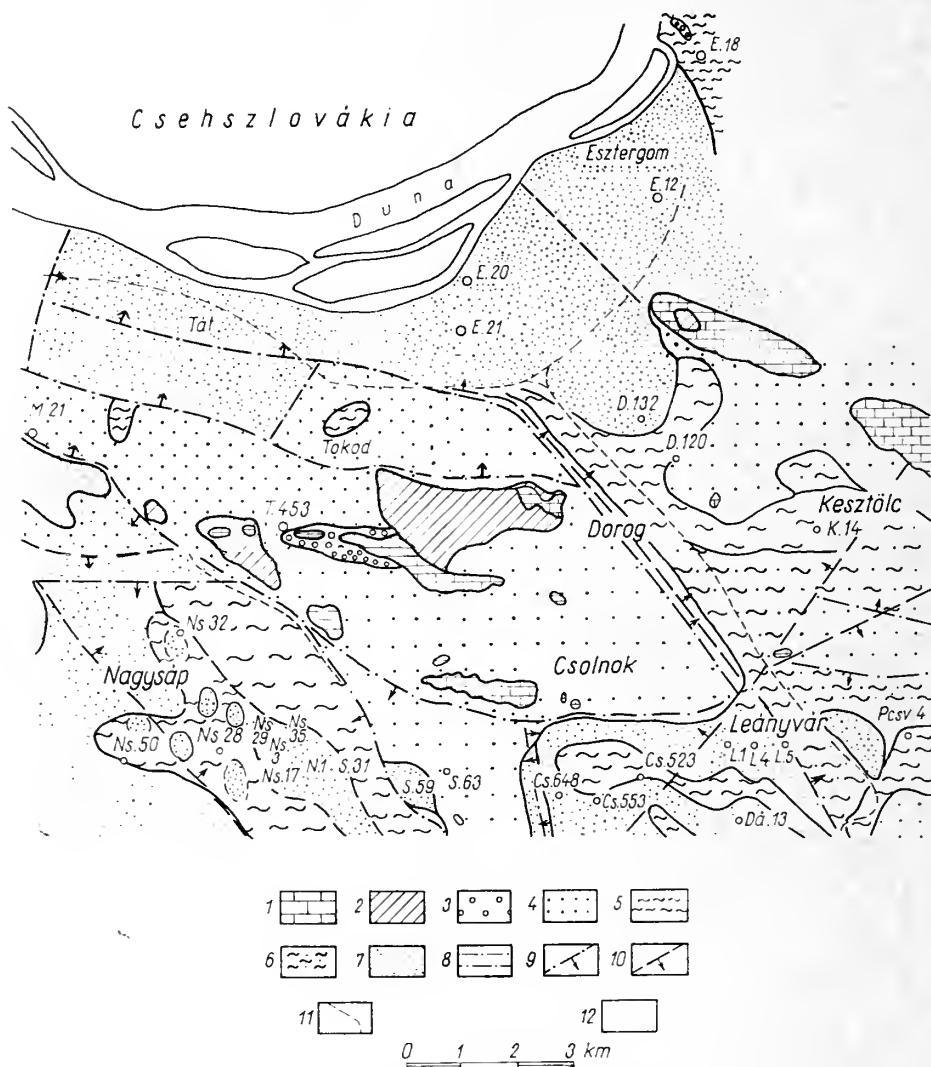 E.18
Csehszlovákia
Esztergom
E.12
Duna
E.20
E.21
Tát
D.132
M 21
Tokod
D.120
Kesztölc
K.14
T.453
Dorog
Ns 32
Nagysáp
Csolnok
Leányvár
Pcsv 4
Ns.50
Ns 28
Ns 29
Ns. 35
Ns. 3
Ns.17
N.1
S.31
S.59
S.63
Cs.648
Cs.523
Cs.553
L.1
L4
L.5
Dá.13
1 2 3 4 5
6 7 8 9 10
11 12
0 1 2 3 km